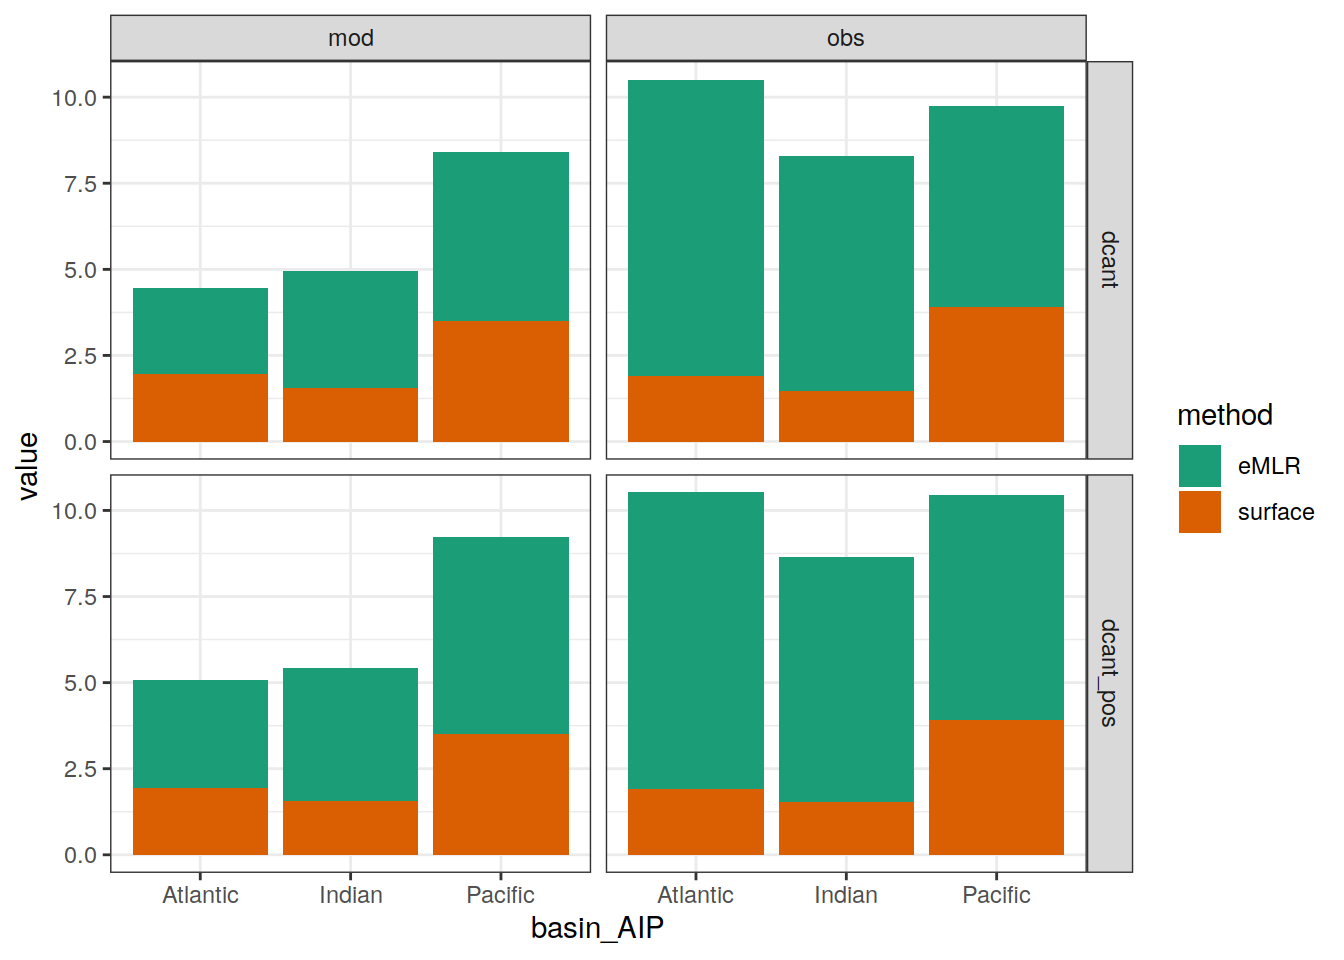 mod
obs
10.0
7.5
5.0
2.5
0.0
dcant
10.0
7.5
5.0
2.5
0.0
dcant_pos
value
Atlantic
Indian
Pacific
Atlantic
Indian
Pacific
basin_AIP
method
eMLR
surface